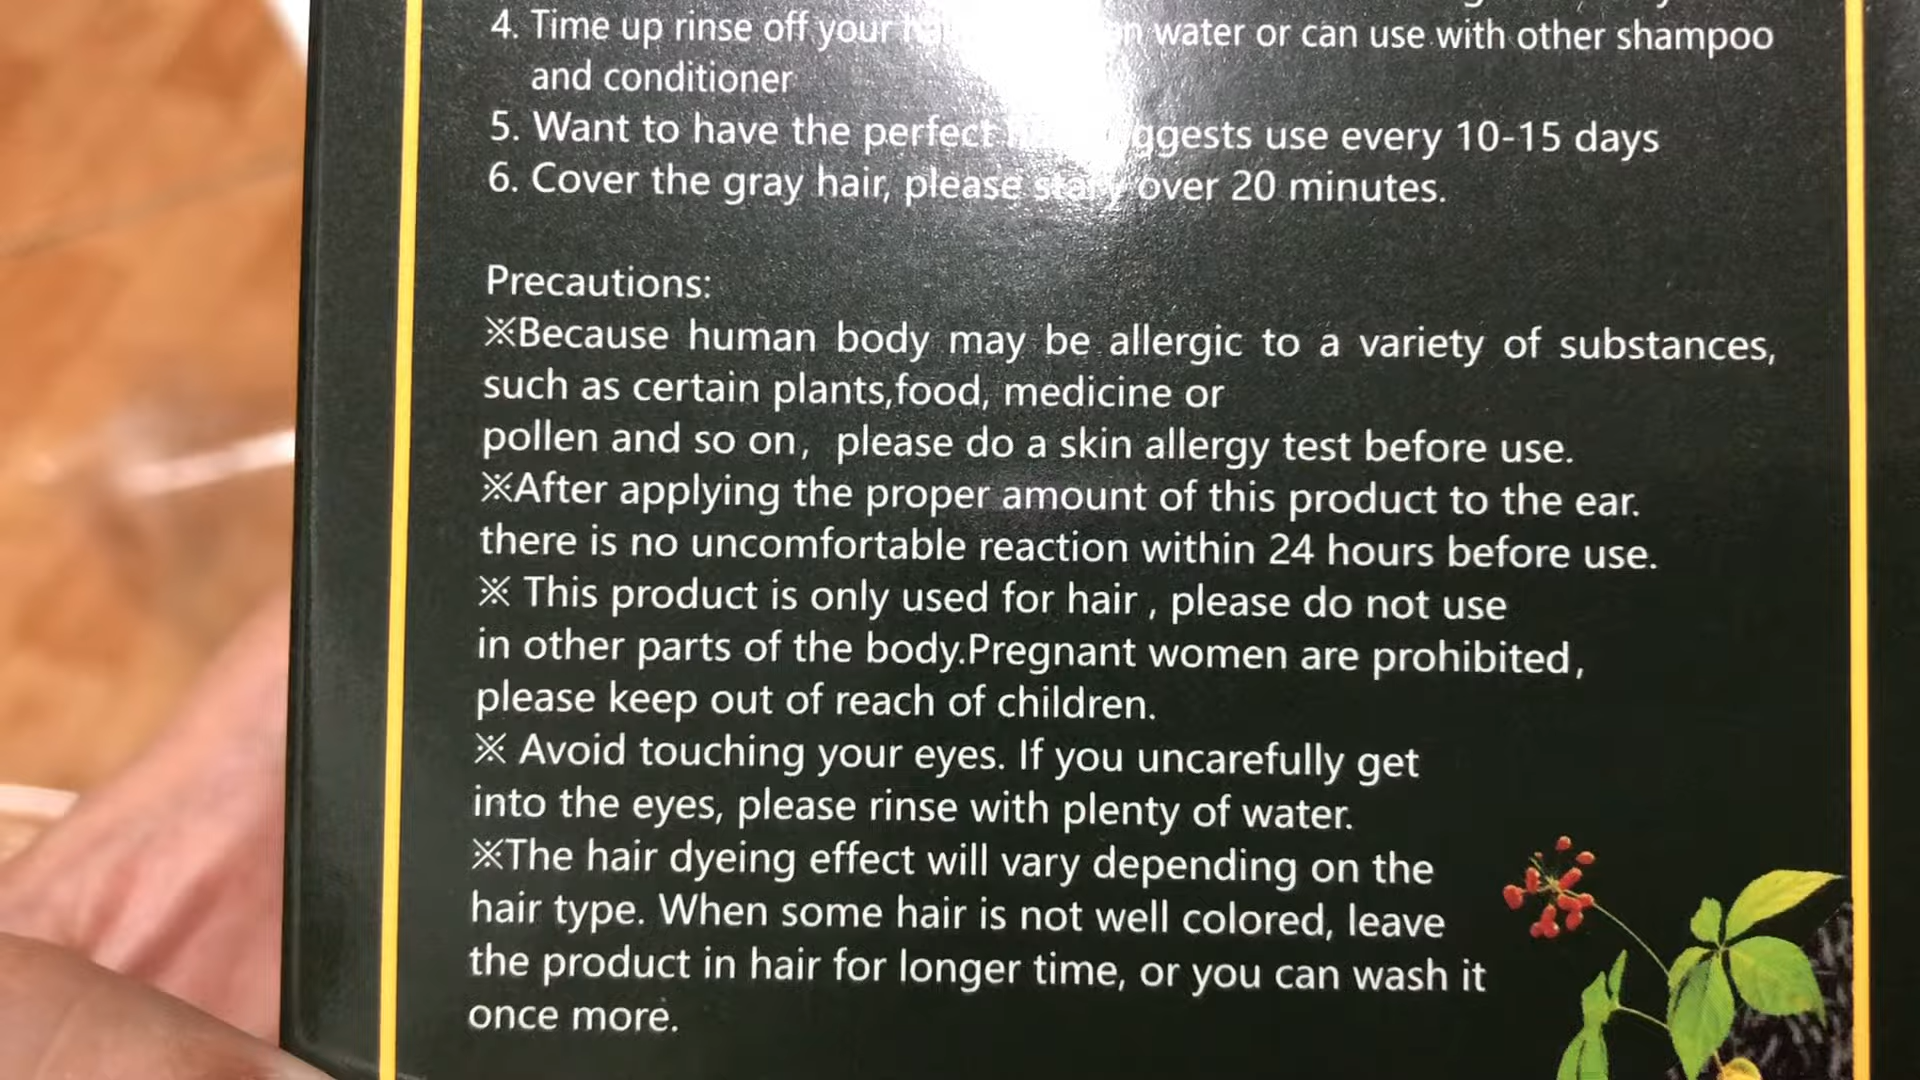 4. Time up rinse off your water or can use with other shampoo
and conditioner
5. Want to have the perfect use every 10-15 days
6. Cover the gray hair, please stary over 20 minutes.
Precautions:
※Because human body may be allergic to a variety of substances,
such as certain plants,food, medicine or
pollen and so on, please do a skin allergy test before use.
※After applying the proper amount of this product to the ear.
there is no uncomfortable reaction within 24 hours before use.
※ This product is only used for hair , please do not use
in other parts of the body.Pregnant women are prohibited,
please keep out of reach of children.
※ Avoid touching your eyes. If you uncarefully get
into the eyes, please rinse with plenty of water.
※The hair dyeing effect will vary depending on the
hair type. When some hair is not well colored, leave
the product in hair for longer time, or you can wash it
once more.